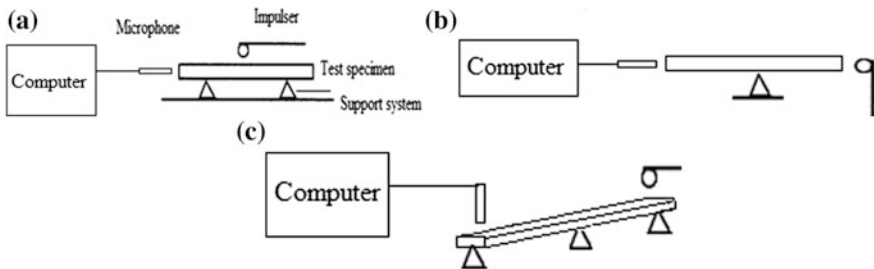 (a)
Microphone
Impulser
Computer
Test specimen
Support system
(b)
Computer
(c)
Computer